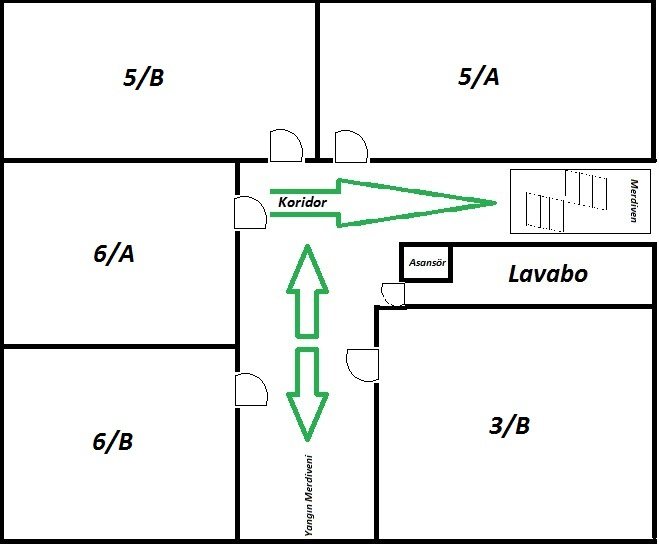 5/B
5/A
Koridor
Merdiven
6/A
Asansör
Lavabo
6/B
3/B
Yangın Merdiveni